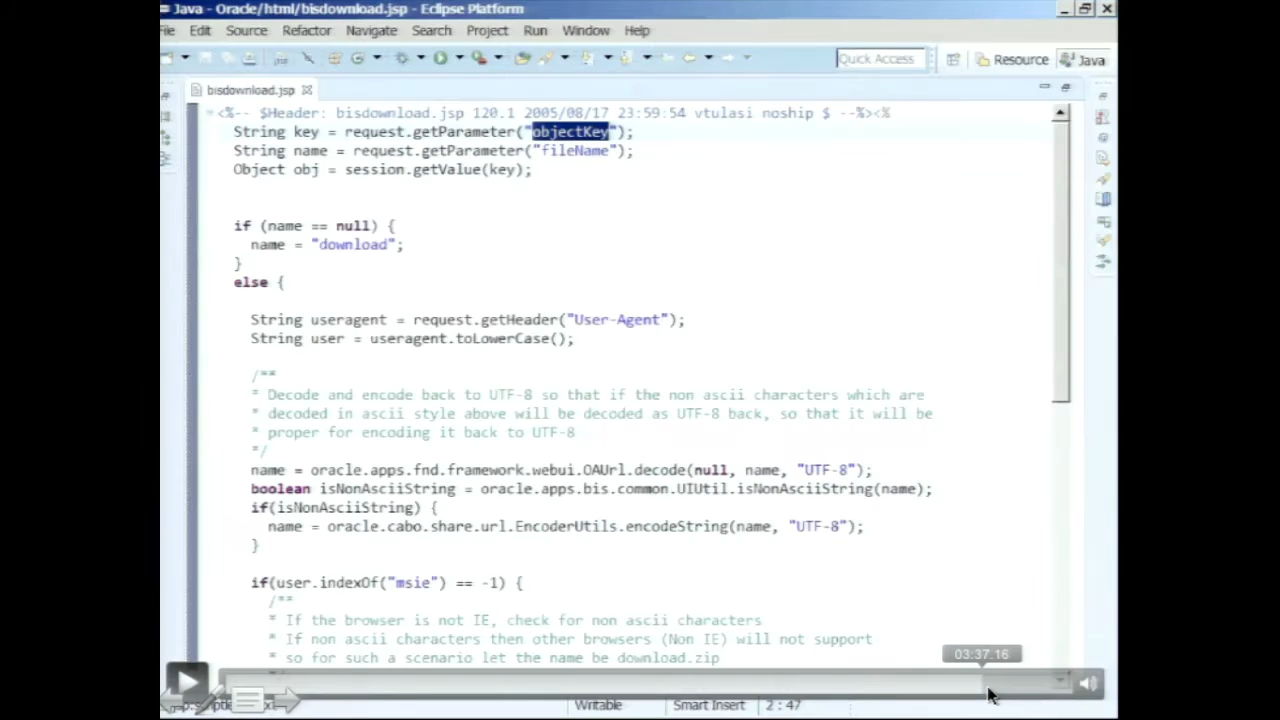 Java - Oracle/html/bisdownload.jsp - Eclipse Platform
File Edit Source Refactor Navigate Search Project Run Window Help
Quick Access Resource Java
bisdownload.jsp
<%-- $Header: bisdownload.jsp 120.1 2005/08/17 23:59:54 vtulasi noship $ --%><%
String key = request.getParameter("objectKey");
String name = request.getParameter("fileName");
Object obj = session.getValue(key);
if (name == null) {
name = "download";
}
else {
String useragent = request.getHeader("User-Agent");
String user = useragent.toLowerCase();
/**
* Decode and encode back to UTF-8 so that if the non ascii characters which are
* decoded in ascii style above will be decoded as UTF-8 back, so that it will be
* proper for encoding it back to UTF-8
*/
name = oracle.apps.fnd.framework.webui.OAUrl.decode(null, name, "UTF-8");
boolean isNonAsciiString = oracle.apps.bis.common.UIUtil.isNonAsciiString(name);
if(isNonAsciiString) {
name = oracle.cabo.share.url.EncoderUtils.encodeString(name, "UTF-8");
}
if(user.indexOf("msie") == -1) {
/**
* If the browser is not IE, check for non ascii characters
* If non ascii characters then other browsers (Non IE) will not support
* so for such a scenario let the name be download.zip
03:37.16
Writable Smart Insert 2 : 47